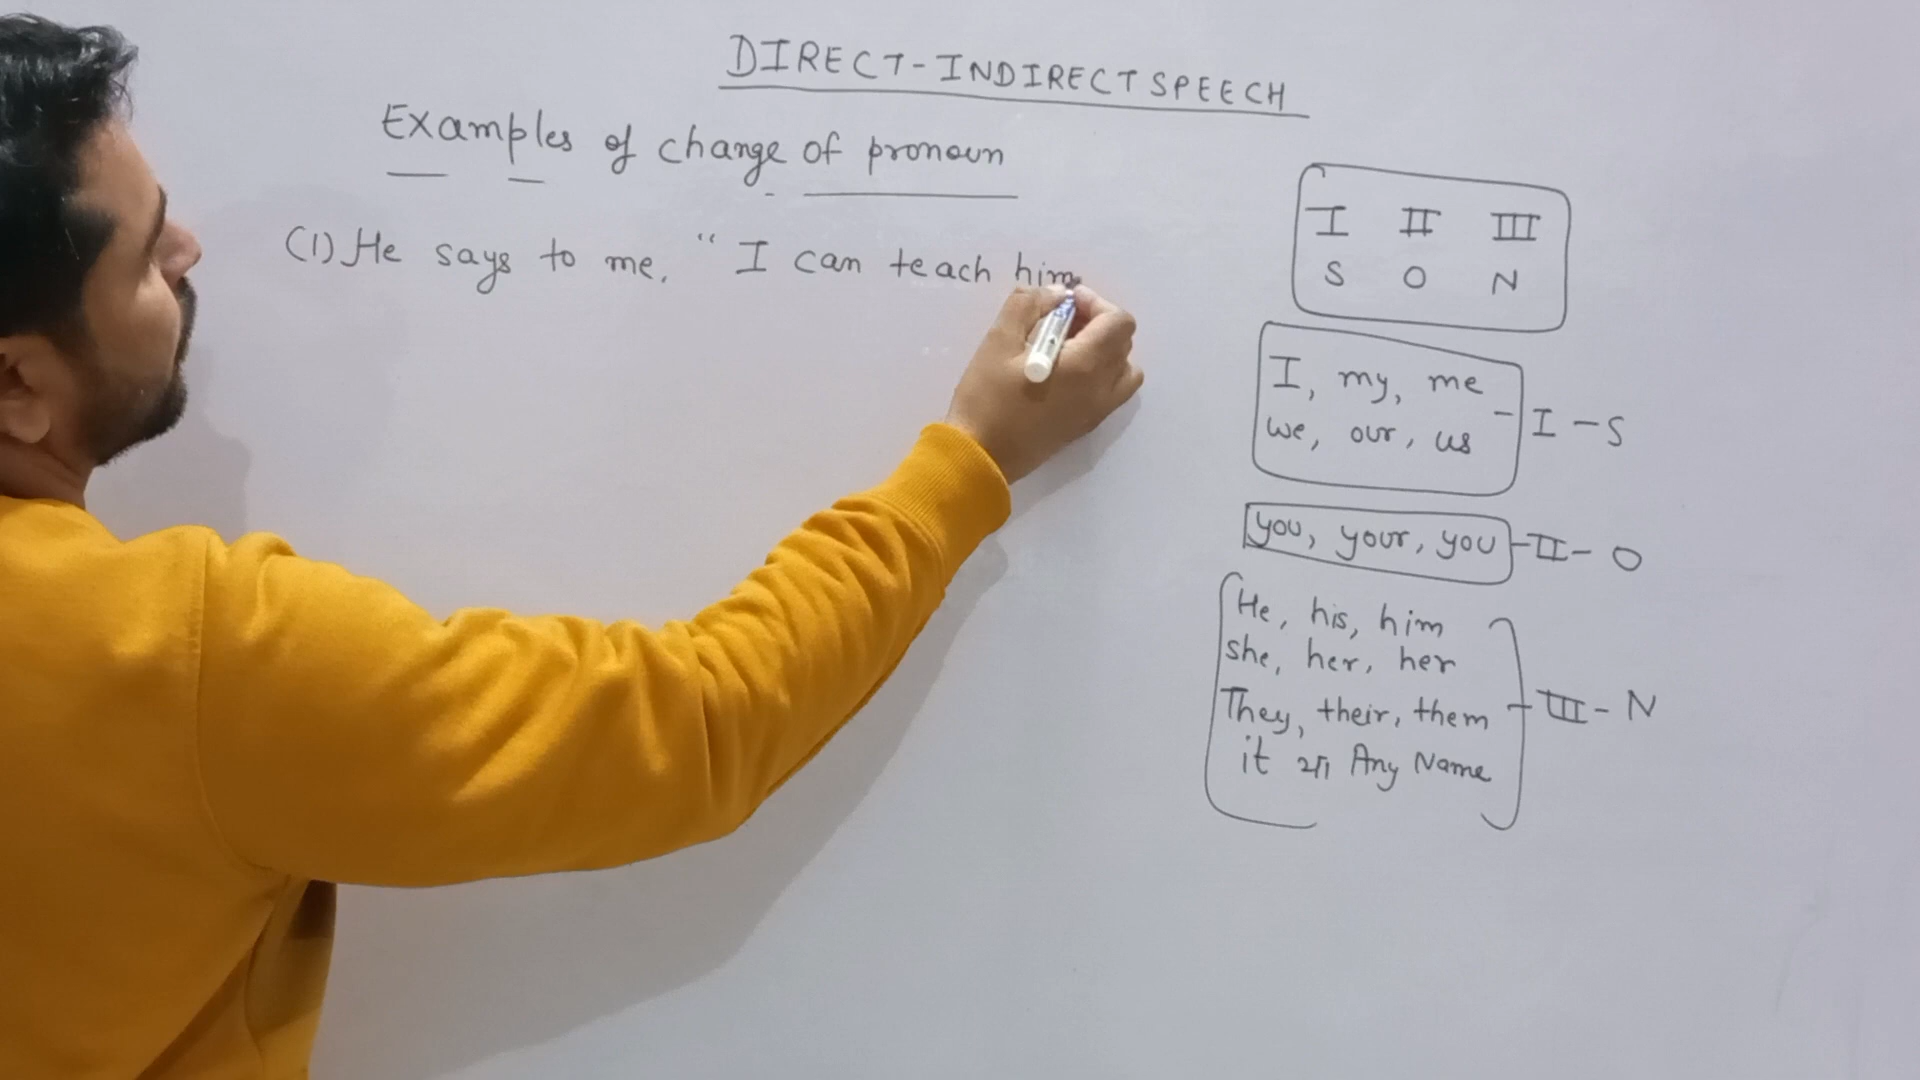 DIRECT-INDIRECT SPEECH
Examples of change of pronoun
(1) He says to me, "I can teach him
I II III
S O N
I, my, me
we, our, us
- I - S
you, your, you - II - O
He, his, him
she, her, her
They, their, them
it या Any Name
- III - N